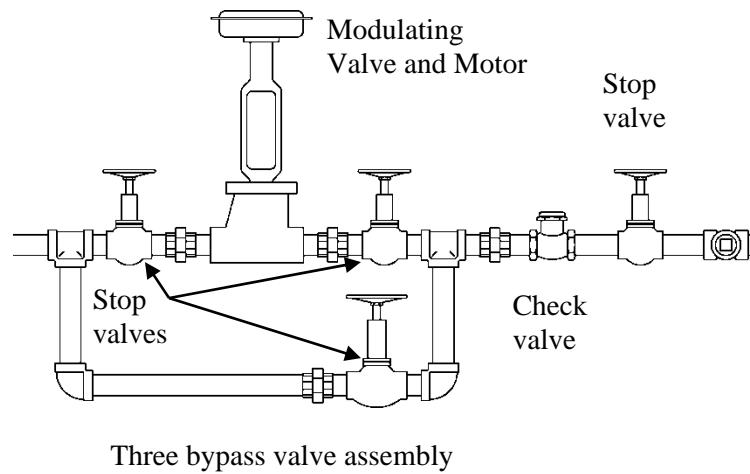 Modulating
Valve and Motor
Stop
valve
Stop
valves
Check
valve
Three bypass valve assembly